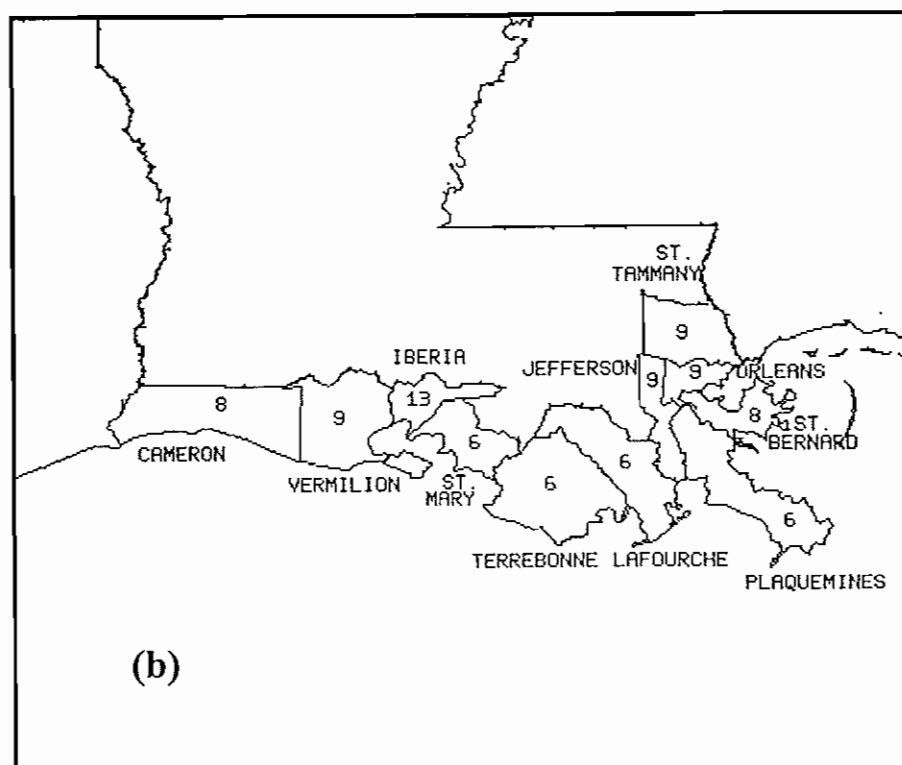 ST.
TAMMANY
9
IBERIA
JEFFERSON
9
9
ORLEANS
13
8
9
8
ST.
BERNARD
CAMERON
6
6
VERMILION
ST.
MARY
6
6
TERREBONNE
LAFOURCHE
PLAQUEMINES
(b)